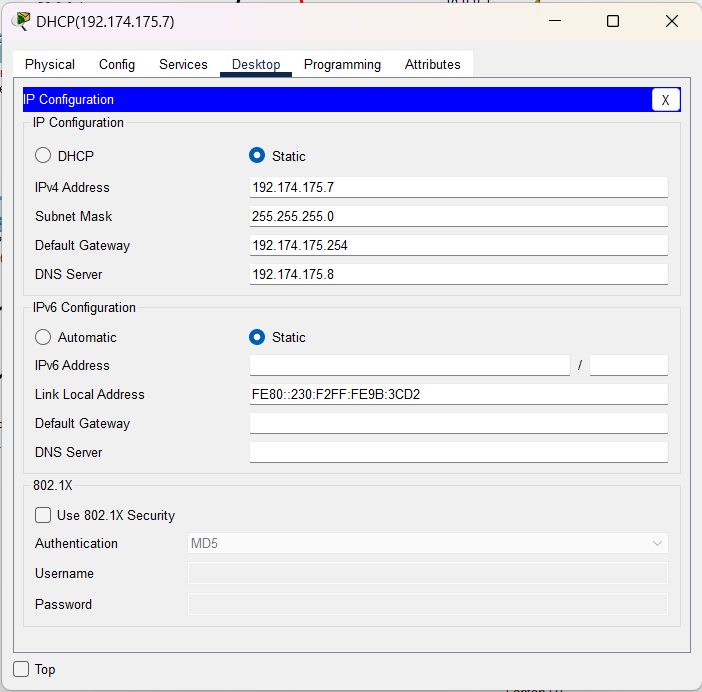 DHCP(192.174.175.7)
Physical Config Services Desktop Programming Attributes
IP Configuration X
IP Configuration
DHCP Static
IPv4 Address 192.174.175.7
Subnet Mask 255.255.255.0
Default Gateway 192.174.175.254
DNS Server 192.174.175.8
IPv6 Configuration
Automatic Static
IPv6 Address /
Link Local Address FE80::230:F2FF:FE9B:3CD2
Default Gateway
DNS Server
802.1X
Use 802.1X Security
Authentication MD5
Username
Password
Top